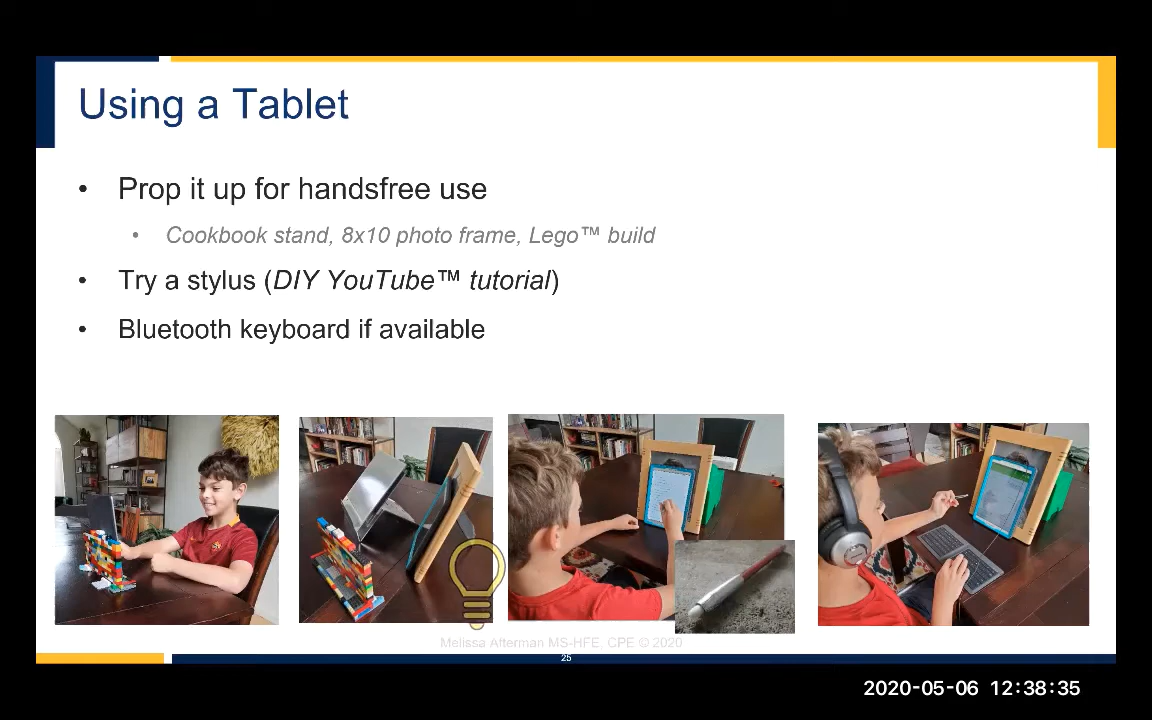 Using a Tablet
• Prop it up for handsfree use
• Cookbook stand, 8x10 photo frame, Lego™ build
• Try a stylus (DIY YouTube™ tutorial)
• Bluetooth keyboard if available
Melissa Afterman MS-HFE, CPE © 2020
25
2020-05-06 12:38:35